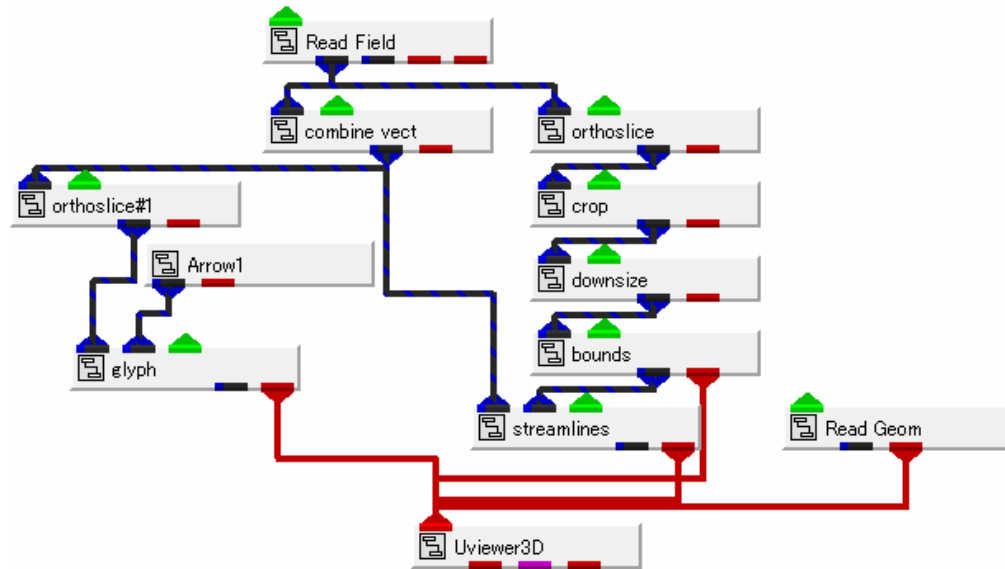 Read Field
combine vect
orthoslice
orthoslice#1
crop
Arrow1
downsize
glyph
bounds
streamlines
Read Geom
Uviewer3D